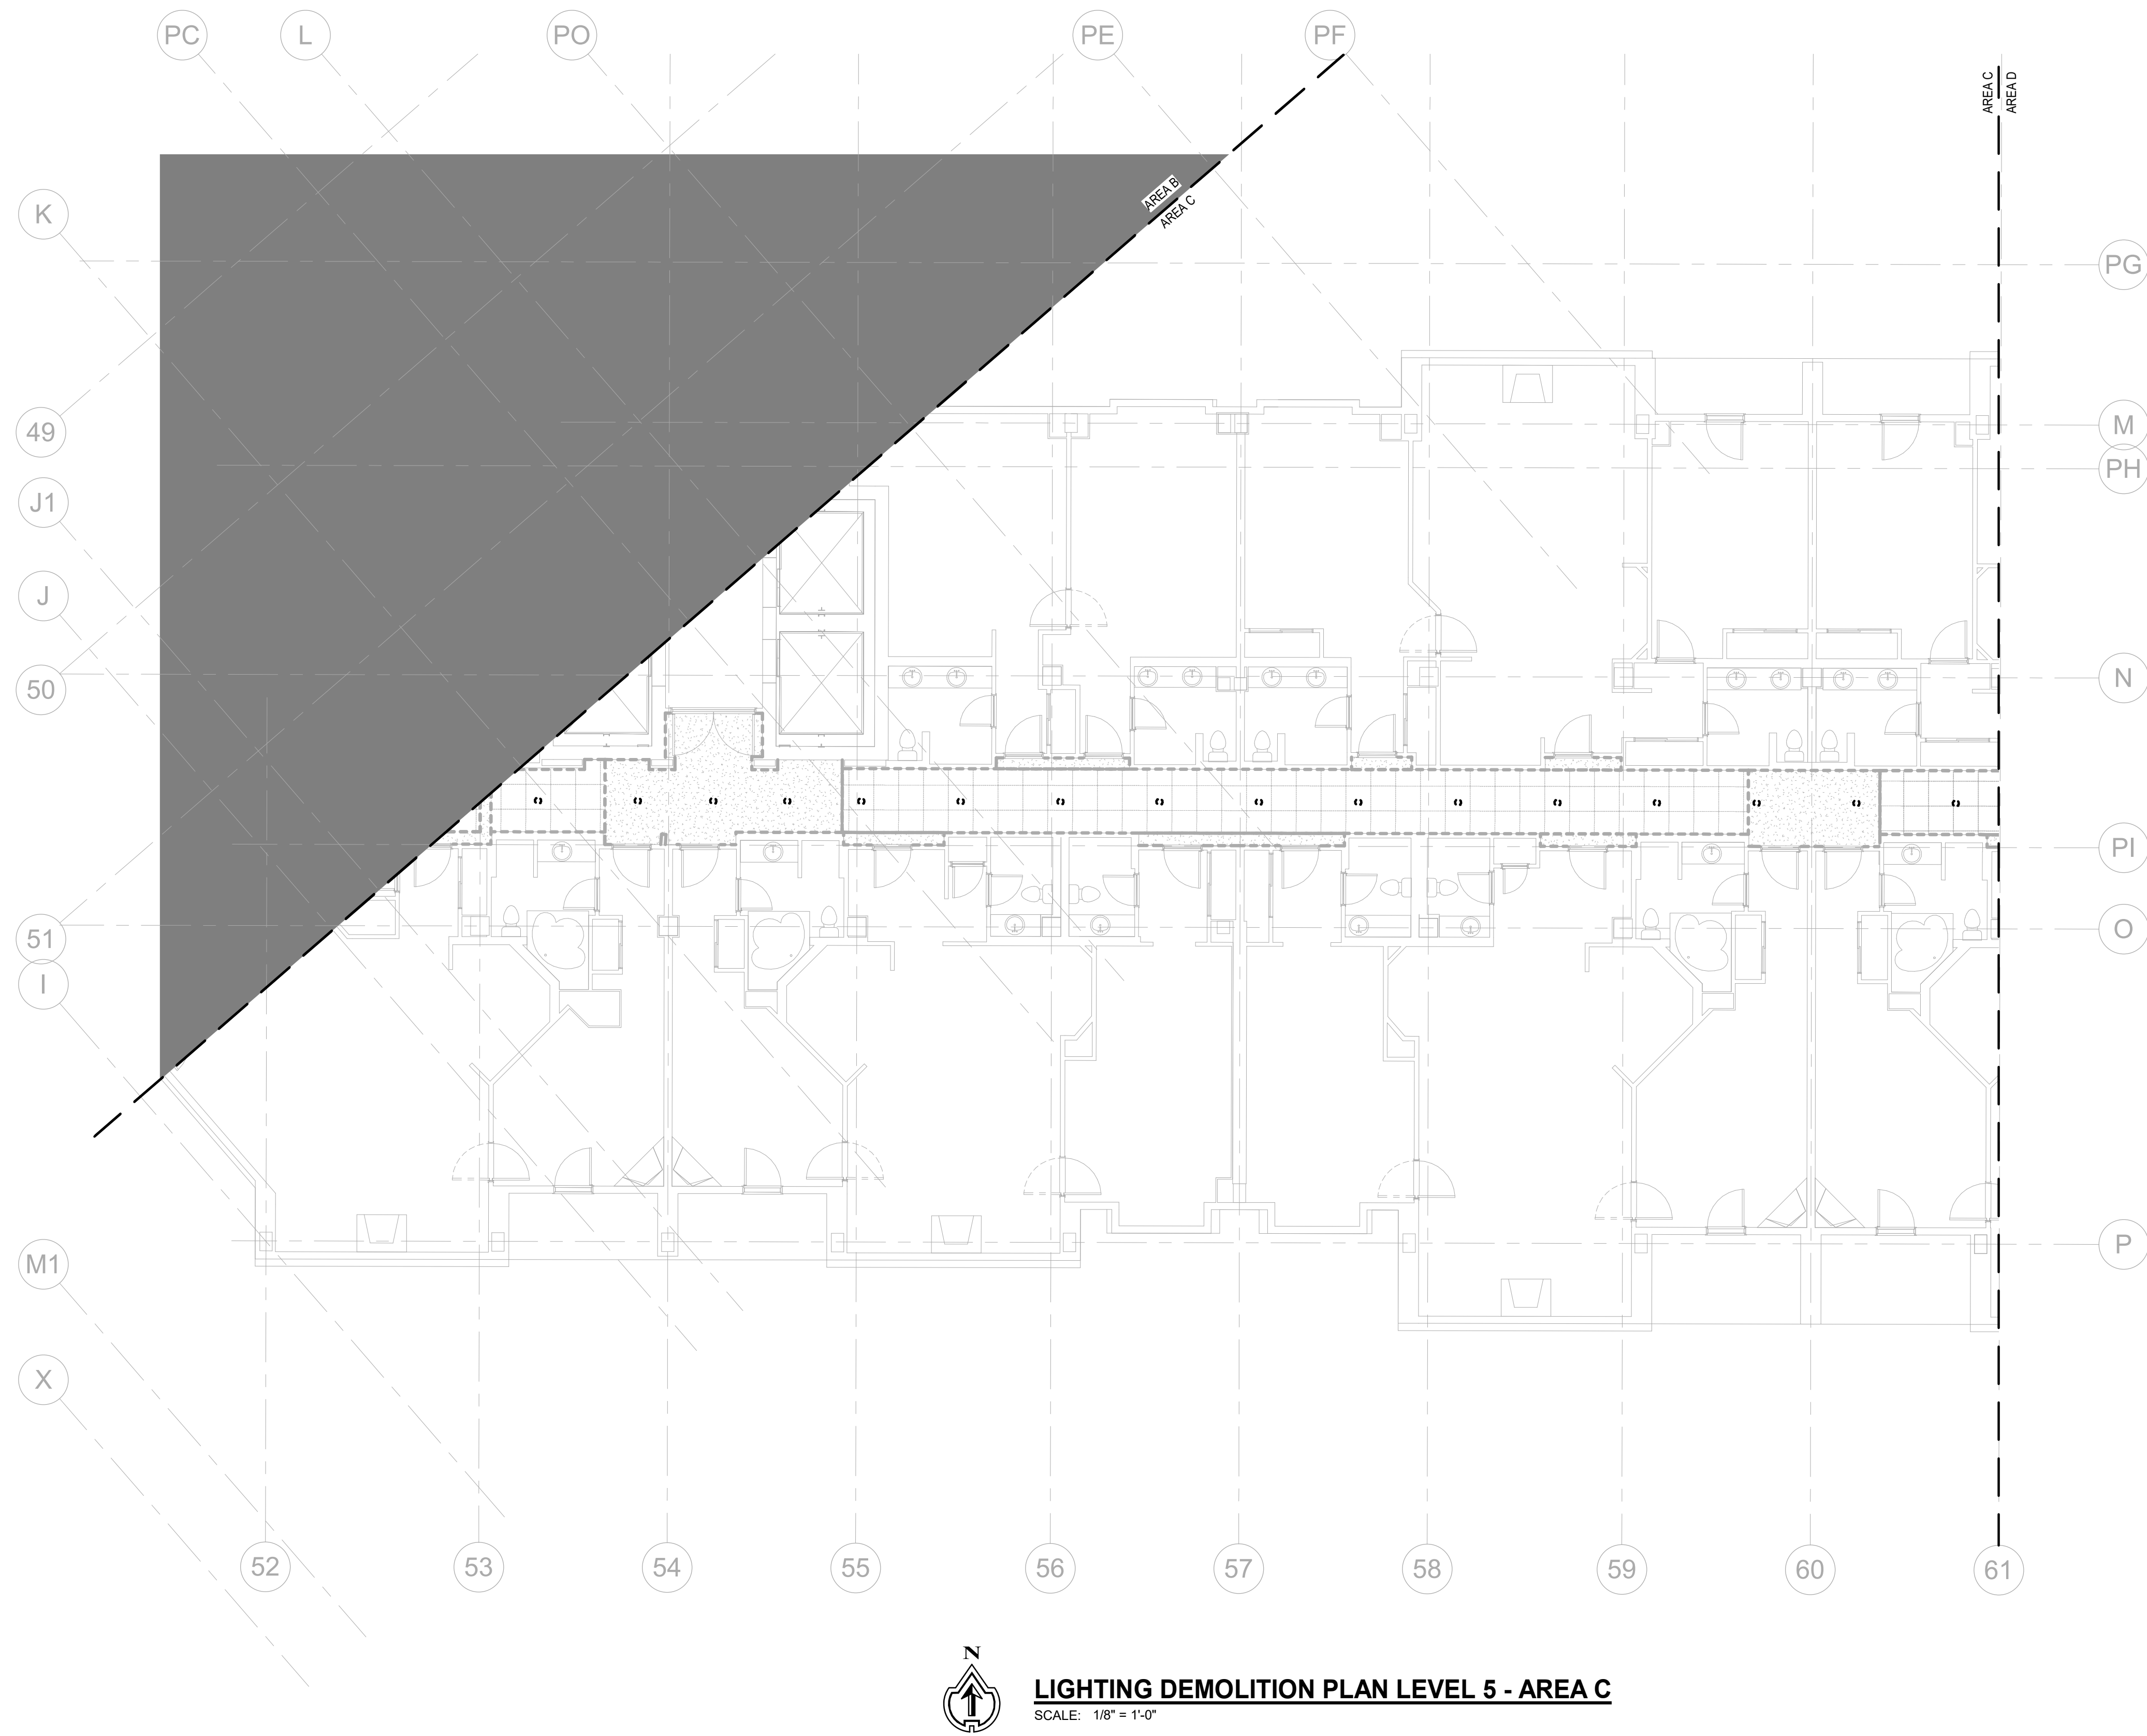 PC
L
PO
PE
PF
AREA C
AREA D
AREA B
AREA C
K
PG
49
M
PH
J1
J
50
N
PI
51
O
I
M1
P
X
52
53
54
55
56
57
58
59
60
61
N
LIGHTING DEMOLITION PLAN LEVEL 5 - AREA C
SCALE: 1/8" = 1'-0"